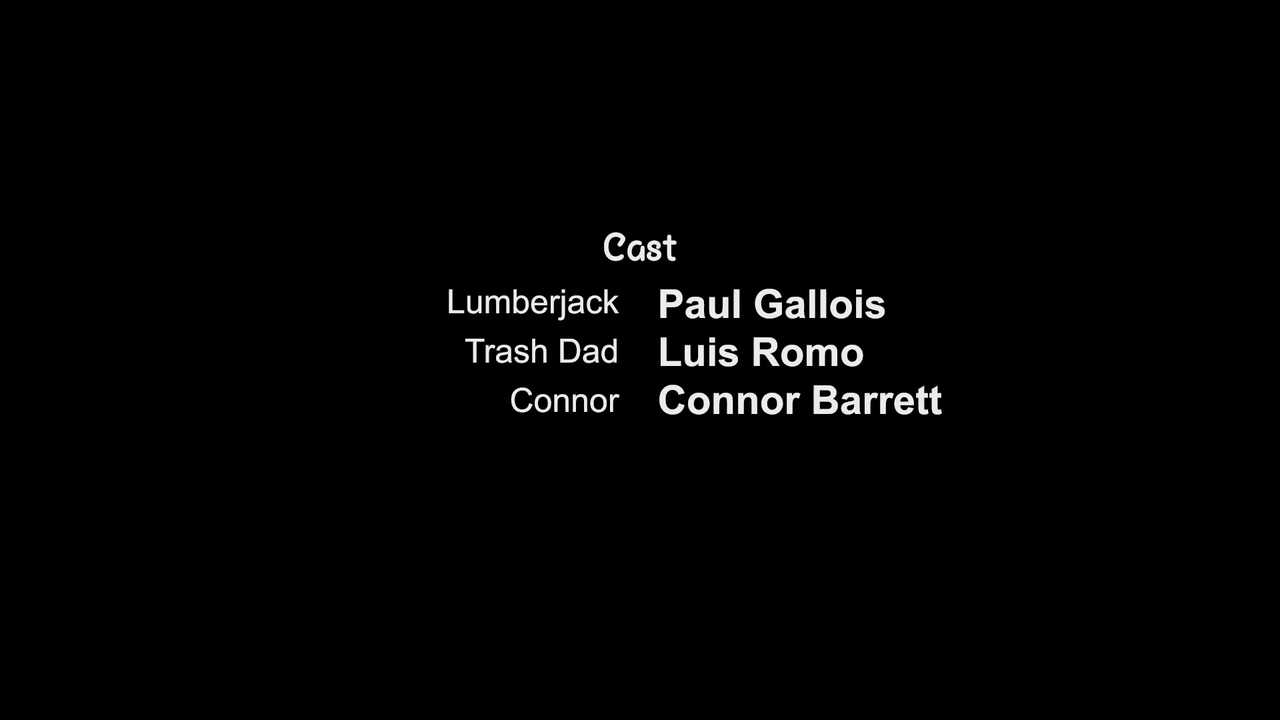 Cast
Lumberjack Paul Gallois
Trash Dad Luis Romo
Connor Connor Barrett